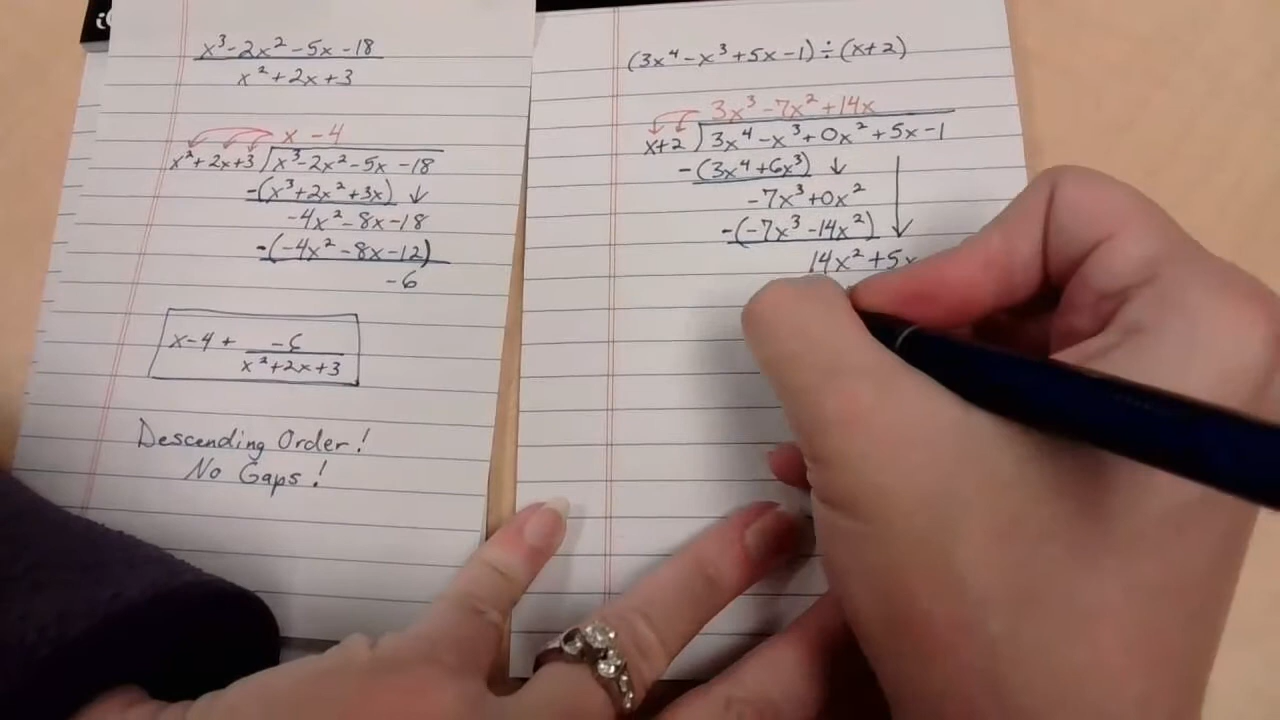 x³-2x²-5x-18
x²+2x+3
x-4
x²+2x+3 ) x³-2x²-5x-18
-(x³+2x²+3x) ↓
-4x²-8x-18
-(-4x²-8x-12)
-6
x-4+ -6
x²+2x+3
Descending Order!
No Gaps!
(3x⁴-x³+5x-1)÷(x+2)
3x³-7x²+14x
x+2 ) 3x⁴-x³+0x²+5x-1
-(3x⁴+6x³) ↓
-7x³+0x²
-(-7x³-14x²) ↓
14x²+5x